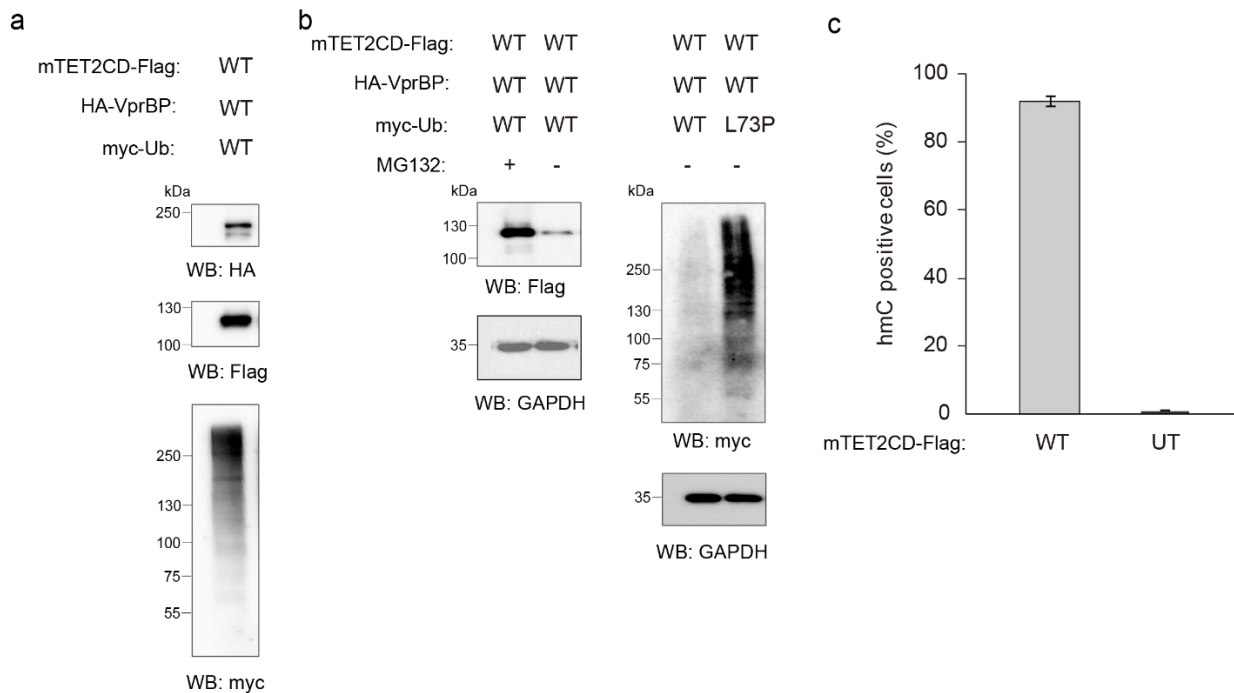 a
mTET2CD-Flag: WT
HA-VprBP: WT
myc-Ub: WT
kDa
250
WB: HA
130
100
WB: Flag
250
130
100
75
55
WB: myc
b
mTET2CD-Flag: WT WT WT WT
HA-VprBP: WT WT WT WT
myc-Ub: WT WT WT L73P
MG132: + - - -
kDa
130
100
WB: Flag
35
WB: GAPDH
kDa
250
130
100
75
55
WB: myc
35
WB: GAPDH
c
hmC positive cells (%)
100
80
60
40
20
0
mTET2CD-Flag: WT UT